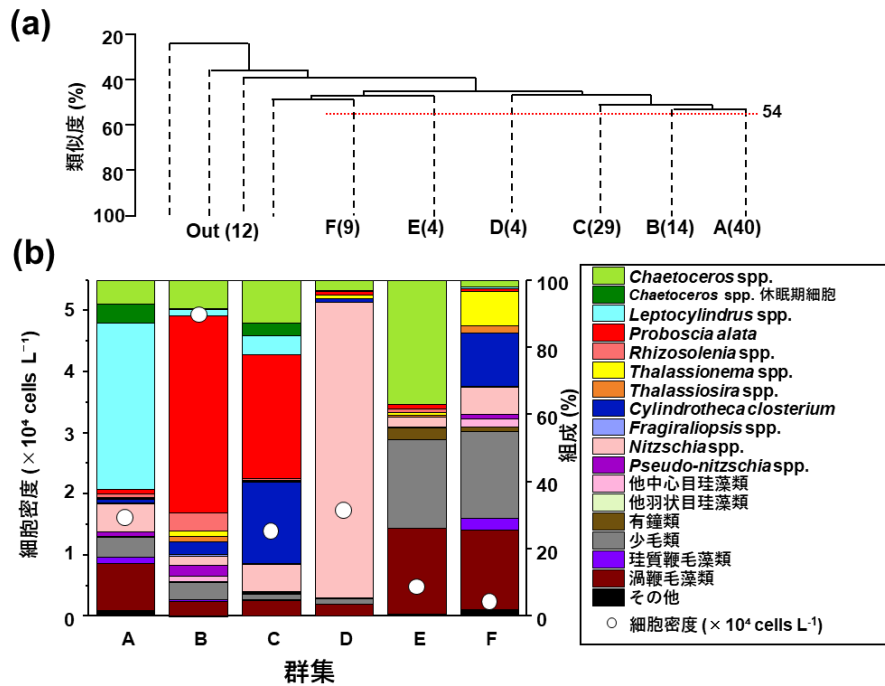 (a)
20
40
60
80
100
類似度 (%)
54
Out (12)
F(9)
E(4)
D(4)
C(29)
B(14)
A(40)
(b)
5
4
3
2
1
0
細胞密度 (× 10⁴ cells L⁻¹)
100
80
60
40
20
0
組成 (%)
A
B
C
D
E
F
群集
Chaetoceros spp.
Chaetoceros spp. 休眠期細胞
Leptocylindrus spp.
Proboscia alata
Rhizosolenia spp.
Thalassionema spp.
Thalassiosira spp.
Cylindrotheca closterium
Fragiraliopsis spp.
Nitzschia spp.
Pseudo-nitzschia spp.
他中心目珪藻類
他羽状目珪藻類
有鐘類
少毛類
珪質鞭毛藻類
渦鞭毛藻類
その他
細胞密度 (× 10⁴ cells L⁻¹)